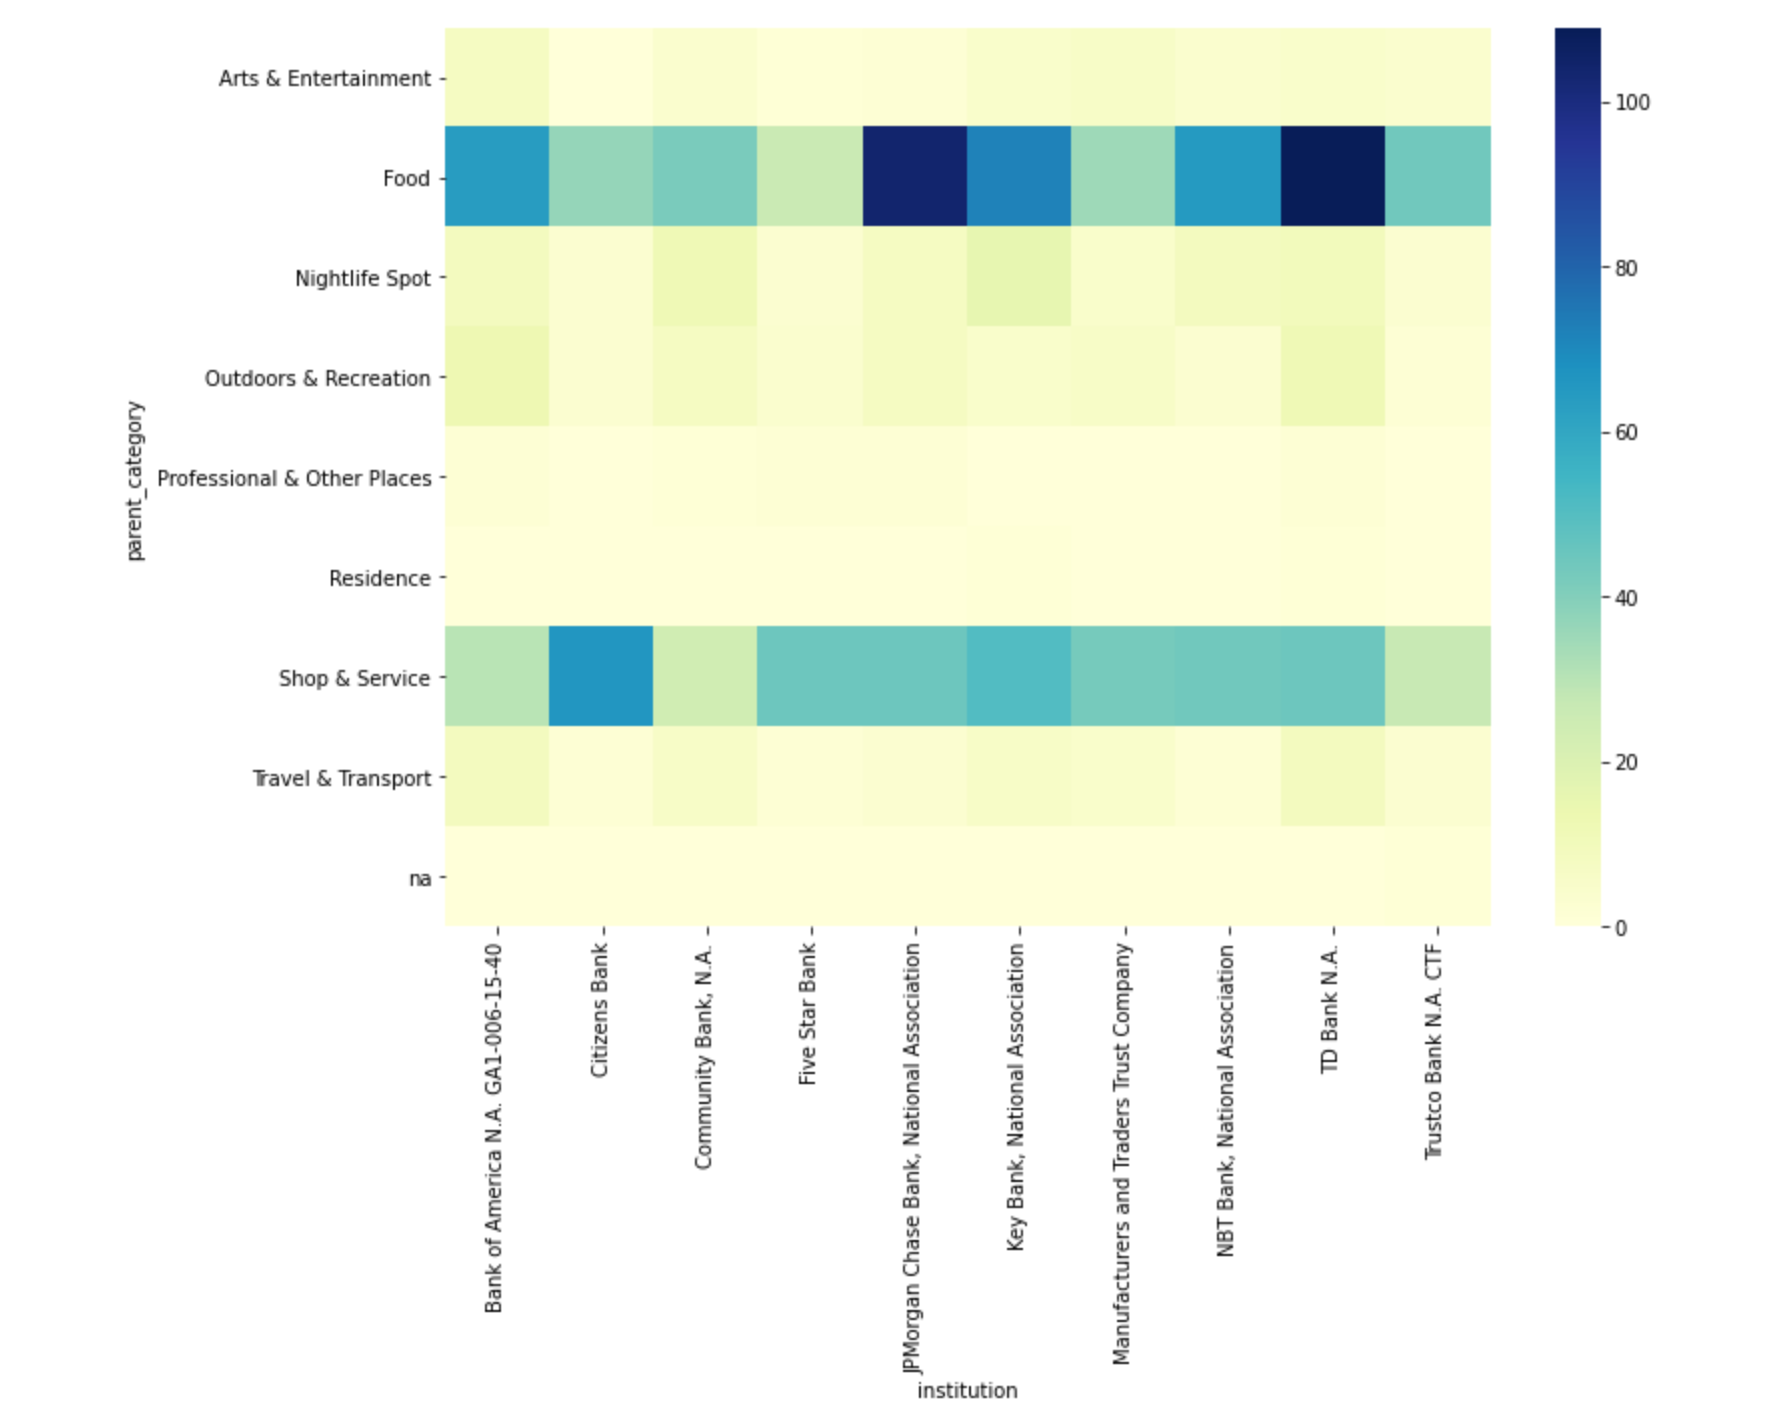 Arts & Entertainment
Food
Nightlife Spot
Outdoors & Recreation
Professional & Other Places
Residence
Shop & Service
Travel & Transport
na
parent_category
Bank of America N.A. GA1-006-15-40
Citizens Bank
Community Bank, N.A.
Five Star Bank
JPMorgan Chase Bank, National Association
Key Bank, National Association
Manufacturers and Traders Trust Company
NBT Bank, National Association
TD Bank N.A.
Trustco Bank N.A. CTF
institution
100
80
60
40
20
0